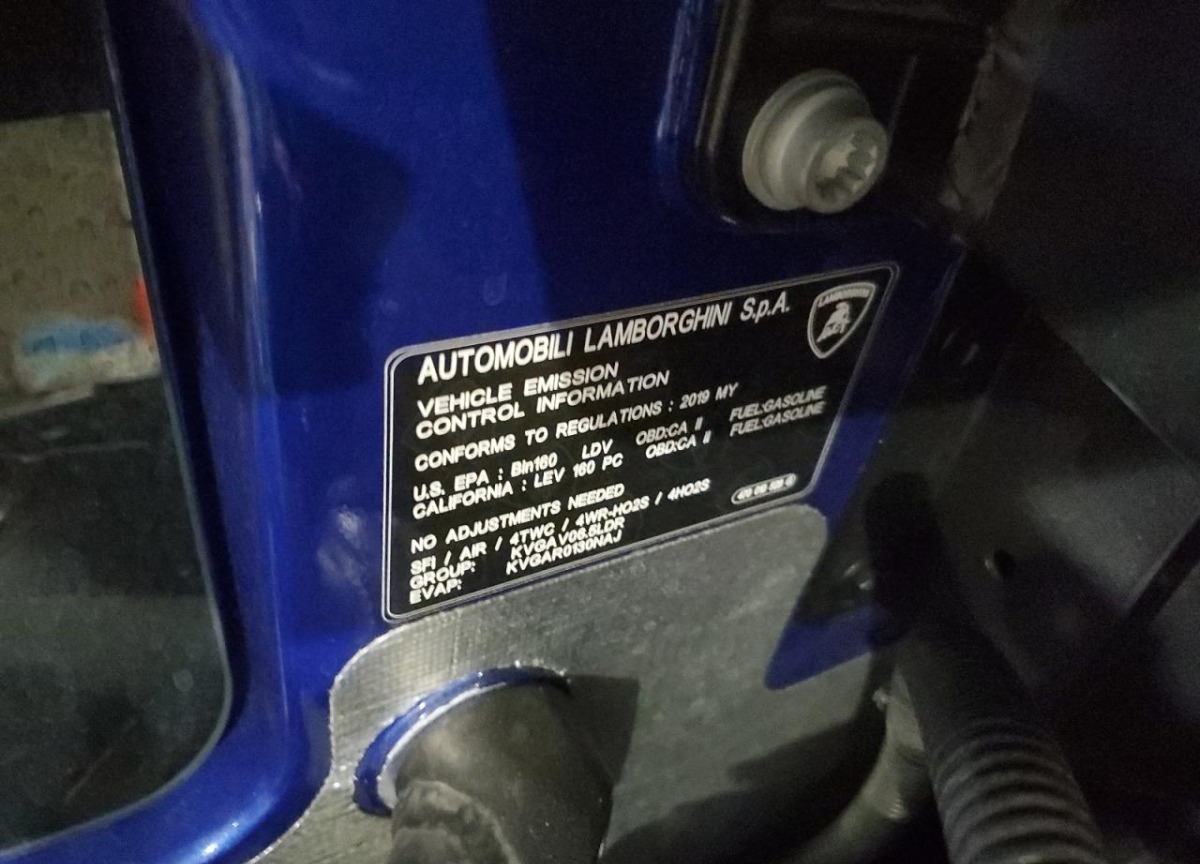 AUTOMOBILI LAMBORGHINI S.p.A.
LAMBORGHINI
VEHICLE EMISSION
CONTROL INFORMATION
CONFORMS TO REGULATIONS : 2019 MY
U.S. EPA : Bin160 LDV OBD:CA II FUEL:GASOLINE
CALIFORNIA : LEV 160 PC OBD:CA II FUEL:GASOLINE
NO ADJUSTMENTS NEEDED
SFI / AIR / 4TWC / 4WR-HO2S / 4HO2S
GROUP: KVGAV06.5LDR
EVAP: KVGAR0130NAJ